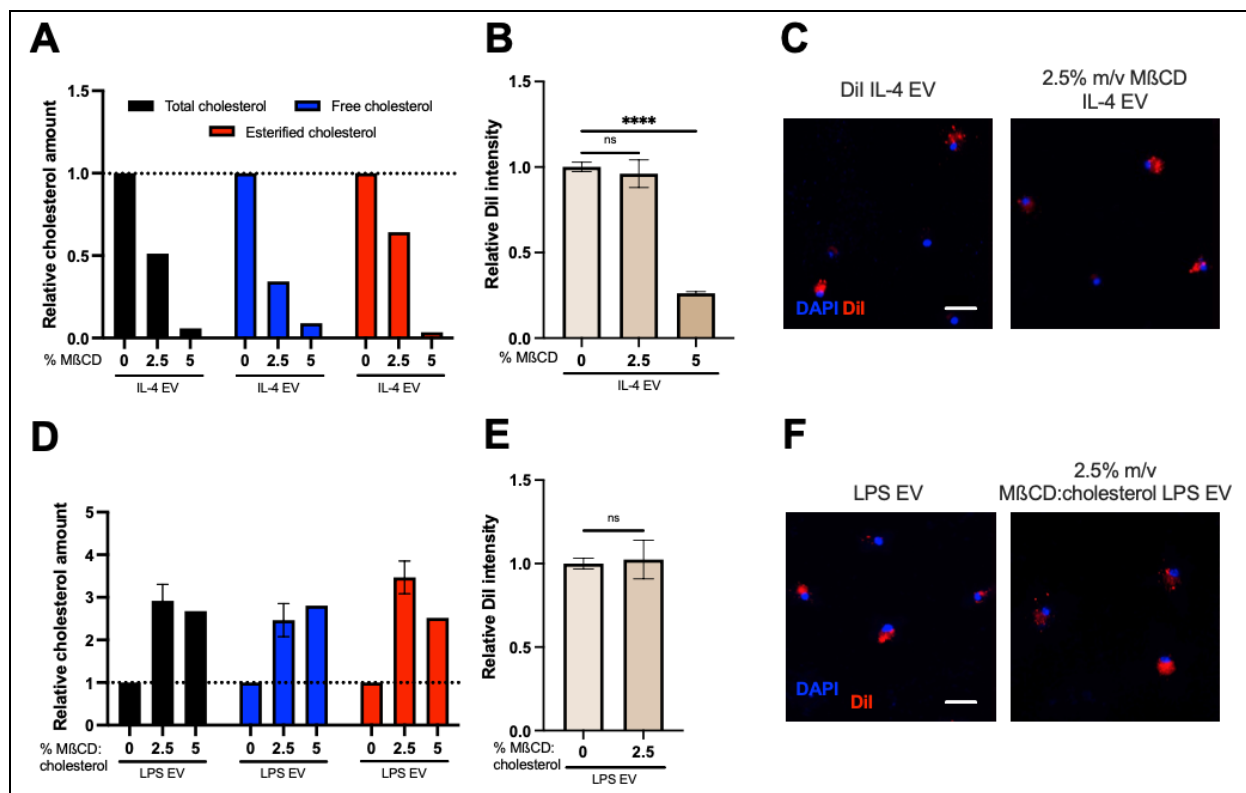 A
Relative cholesterol amount
1.5
1.0
0.5
0.0
Total cholesterol
Free cholesterol
Esterified cholesterol
% MßCD
0 2.5 5
0 2.5 5
0 2.5 5
IL-4 EV
IL-4 EV
IL-4 EV
B
Relative DiI intensity
1.5
1.0
0.5
0.0
****
ns
% MßCD
0 2.5 5
IL-4 EV
C
DiI IL-4 EV
2.5% m/v MßCD
IL-4 EV
DAPI DiI
D
Relative cholesterol amount
5
4
3
2
1
0
% MßCD:
cholesterol
0 2.5 5
0 2.5 5
0 2.5 5
LPS EV
LPS EV
LPS EV
E
Relative DiI intensity
1.5
1.0
0.5
0.0
ns
% MßCD:
cholesterol
0 2.5
LPS EV
F
LPS EV
2.5% m/v
MßCD:cholesterol LPS EV
DAPI
DiI